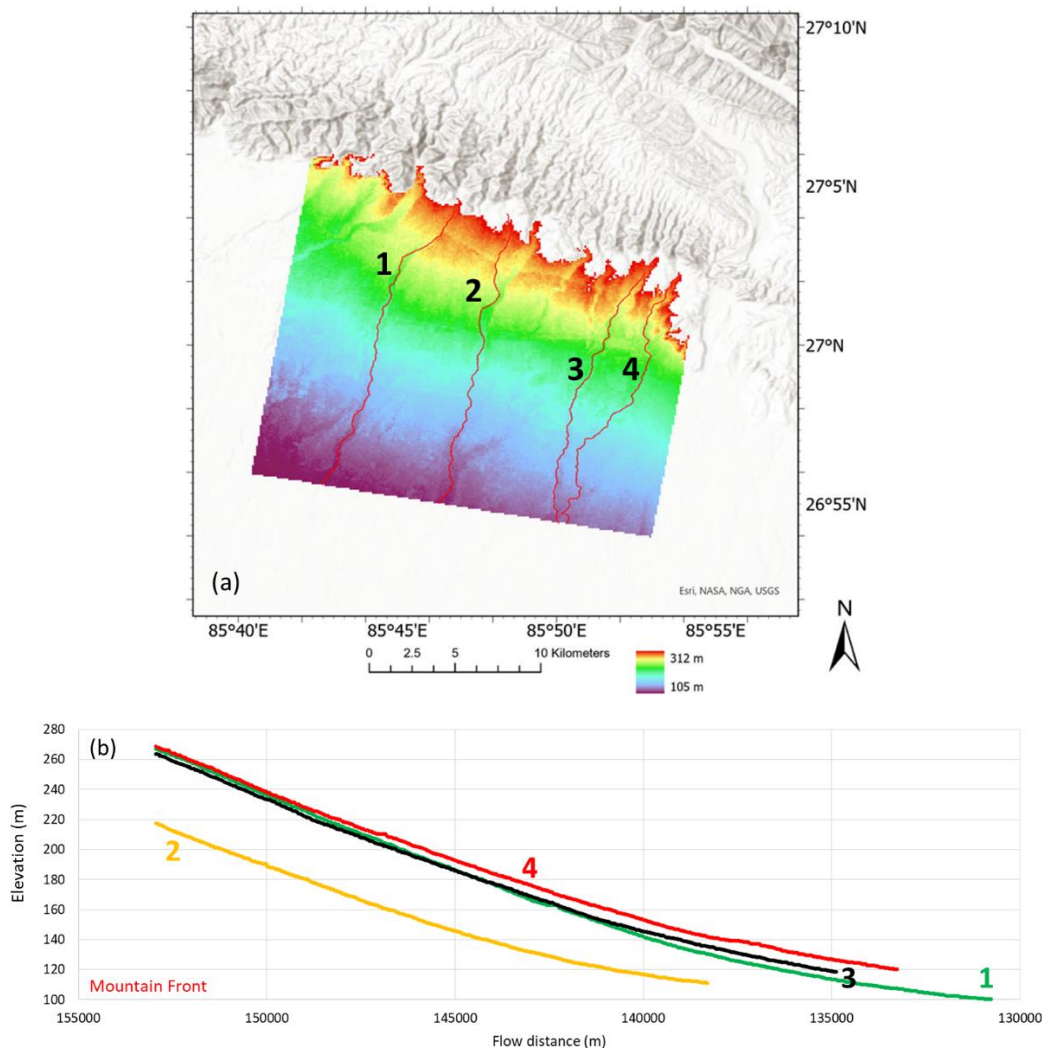 27°10'N
27°5'N
1
2
27°N
3
4
26°55'N
(a)
Esri, NASA, NGA, USGS
85°40'E 85°45'E 85°50'E 85°55'E
N
0 2.5 5 10 Kilometers
312 m
105 m
280
(b)
260
240
220
2
200
4
180
160
140
120
3
1
100
Mountain Front
Elevation (m)
155000 150000 145000 140000 135000 130000
Flow distance (m)